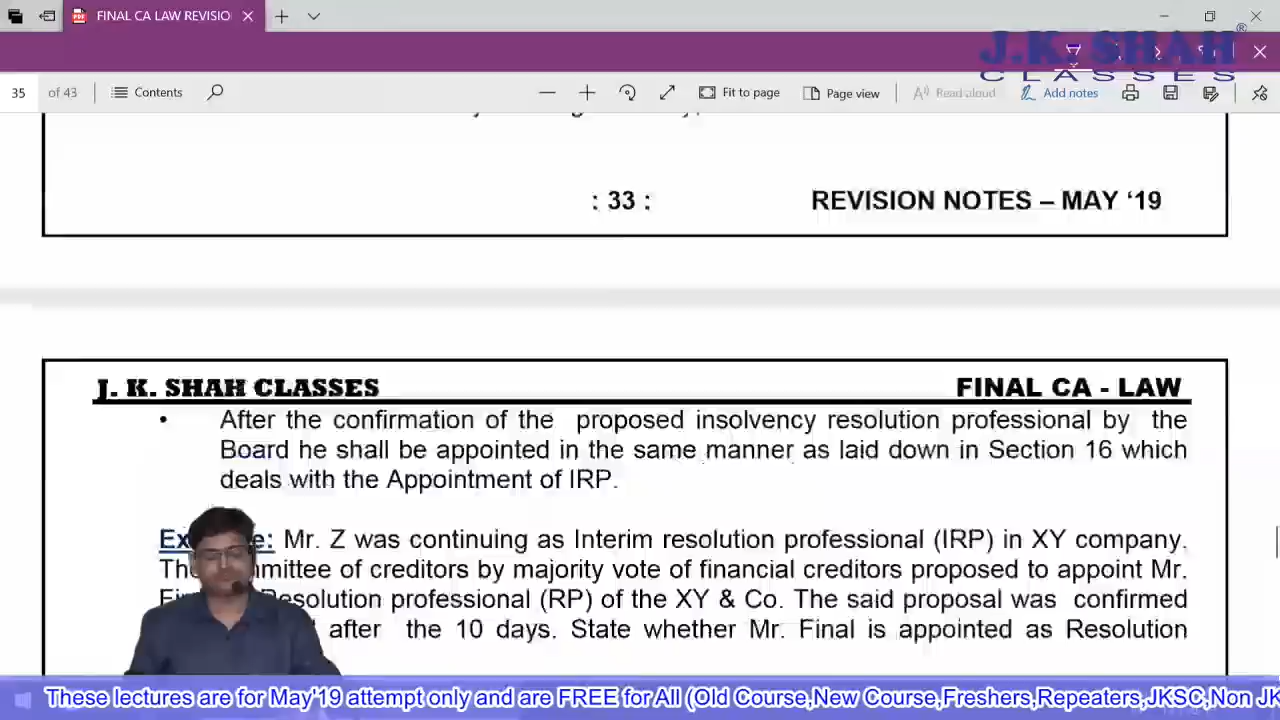 FINAL CA LAW REVISIO
J.K. SHAH®
CLASSES
35 of 43
Contents
Fit to page
Page view
Read aloud
Add notes
: 33 :
REVISION NOTES – MAY ‘19
J. K. SHAH CLASSES
FINAL CA - LAW
• After the confirmation of the proposed insolvency resolution professional by the
Board he shall be appointed in the same manner as laid down in Section 16 which
deals with the Appointment of IRP.
Mr. Z was continuing as Interim resolution professional (IRP) in XY company.
of creditors by majority vote of financial creditors proposed to appoint Mr.
Resolution professional (RP) of the XY & Co. The said proposal was confirmed
after the 10 days. State whether Mr. Final is appointed as Resolution
These lectures are for May'19 attempt only and are FREE for All (Old Course,New Course,Freshers,Repeaters,JKSC,Non JK